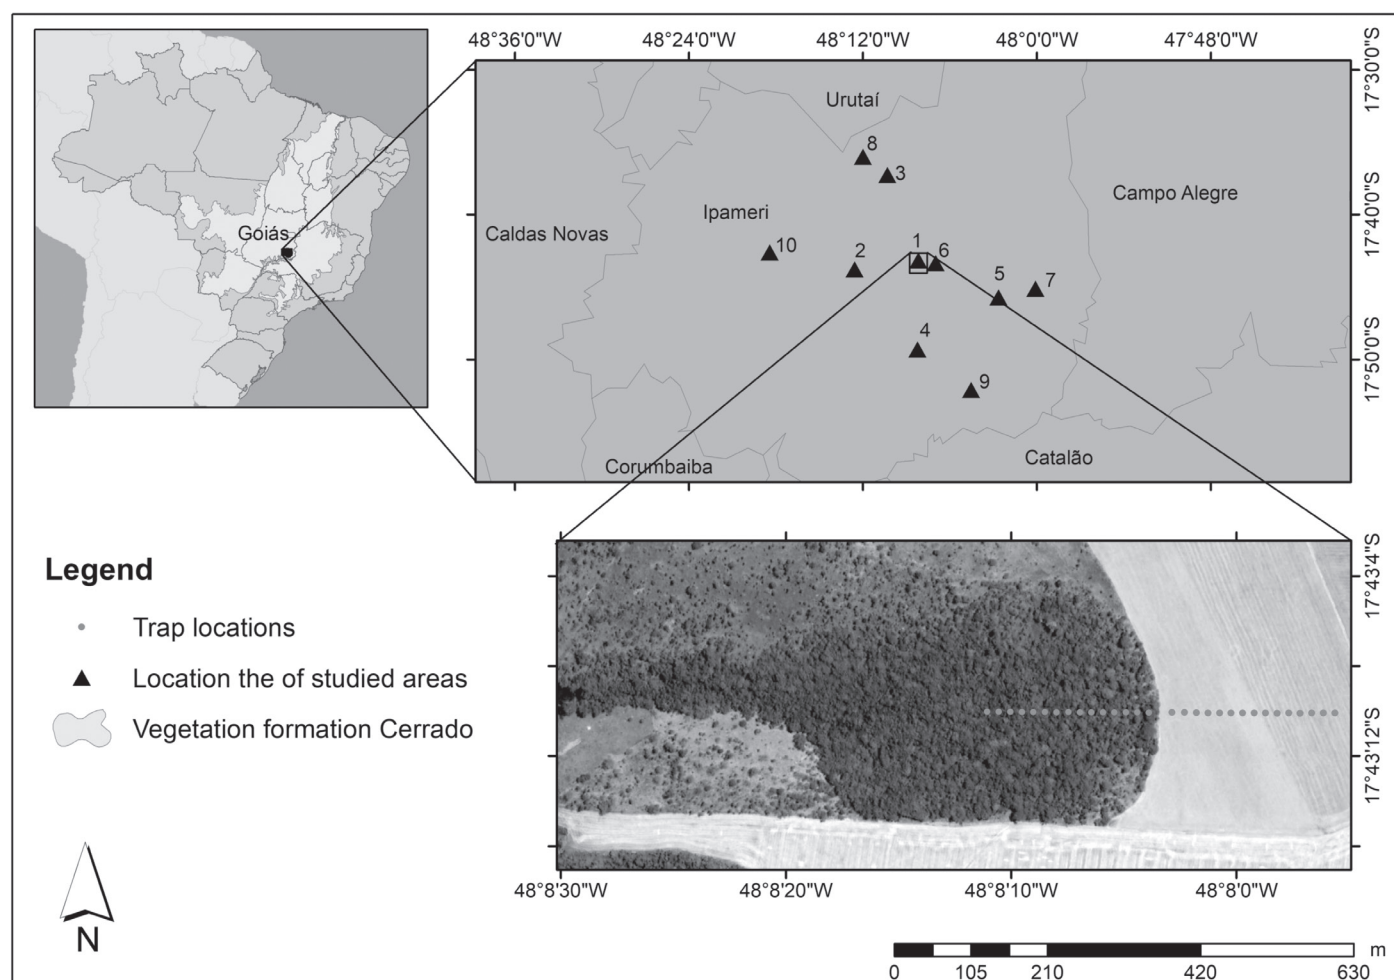 48°36'0"W 48°24'0"W 48°12'0"W 48°0'0"W 47°48'0"W
17°30'0"S
17°40'0"S
17°50'0"S
Goiás
Urutaí
8
3
Campo Alegre
Ipameri
Caldas Novas
10
2
1
6
5
7
4
9
Catalão
Corumbaiba
17°43'4"S
17°43'12"S
48°8'30"W 48°8'20"W 48°8'10"W 48°8'0"W
Legend
Trap locations
Location the of studied areas
Vegetation formation Cerrado
N
m
0 105 210 420 630